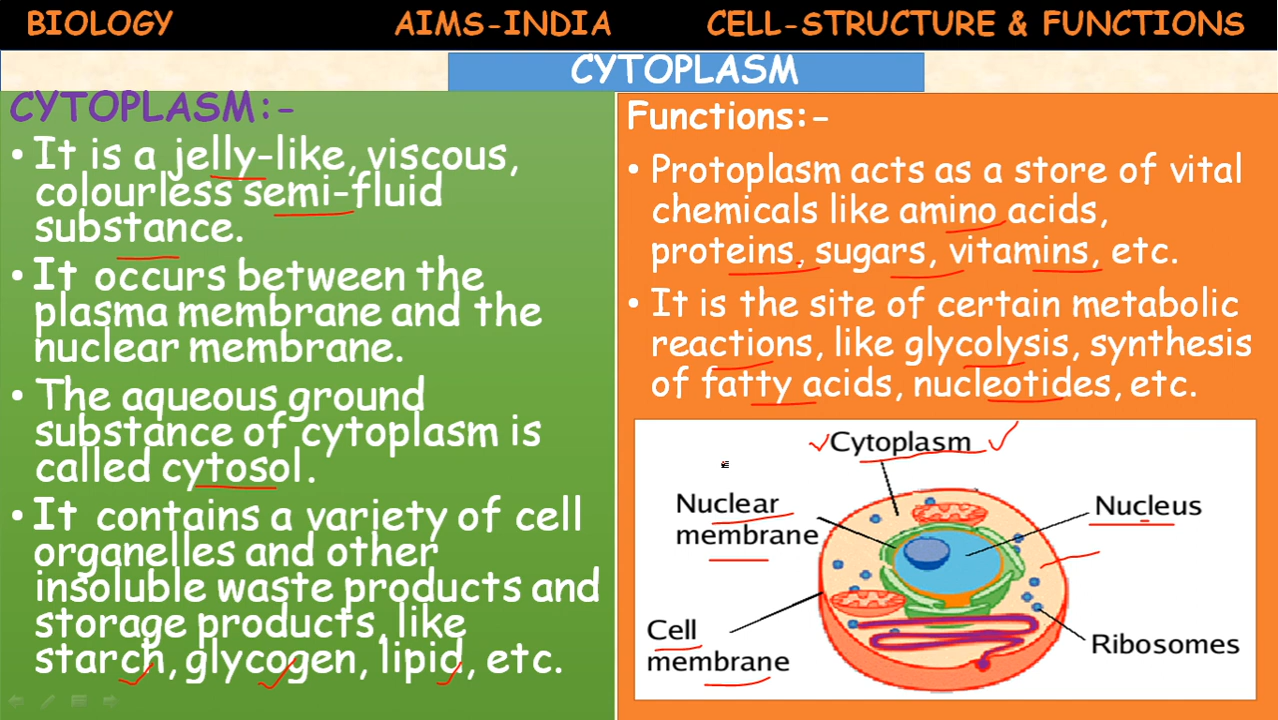 BIOLOGY AIMS-INDIA CELL-STRUCTURE & FUNCTIONS
CYTOPLASM
CYTOPLASM:-
• It is a jelly-like, viscous,
colourless semi-fluid
substance.
• It occurs between the
plasma membrane and the
nuclear membrane.
• The aqueous ground
substance of cytoplasm is
called cytosol.
• It contains a variety of cell
organelles and other
insoluble waste products and
storage products, like
starch, glycogen, lipid, etc.
Functions:-
• Protoplasm acts as a store of vital
chemicals like amino acids,
proteins, sugars, vitamins, etc.
• It is the site of certain metabolic
reactions, like glycolysis, synthesis
of fatty acids, nucleotides, etc.
Cytoplasm
Nuclear
membrane
Nucleus
Cell
membrane
Ribosomes